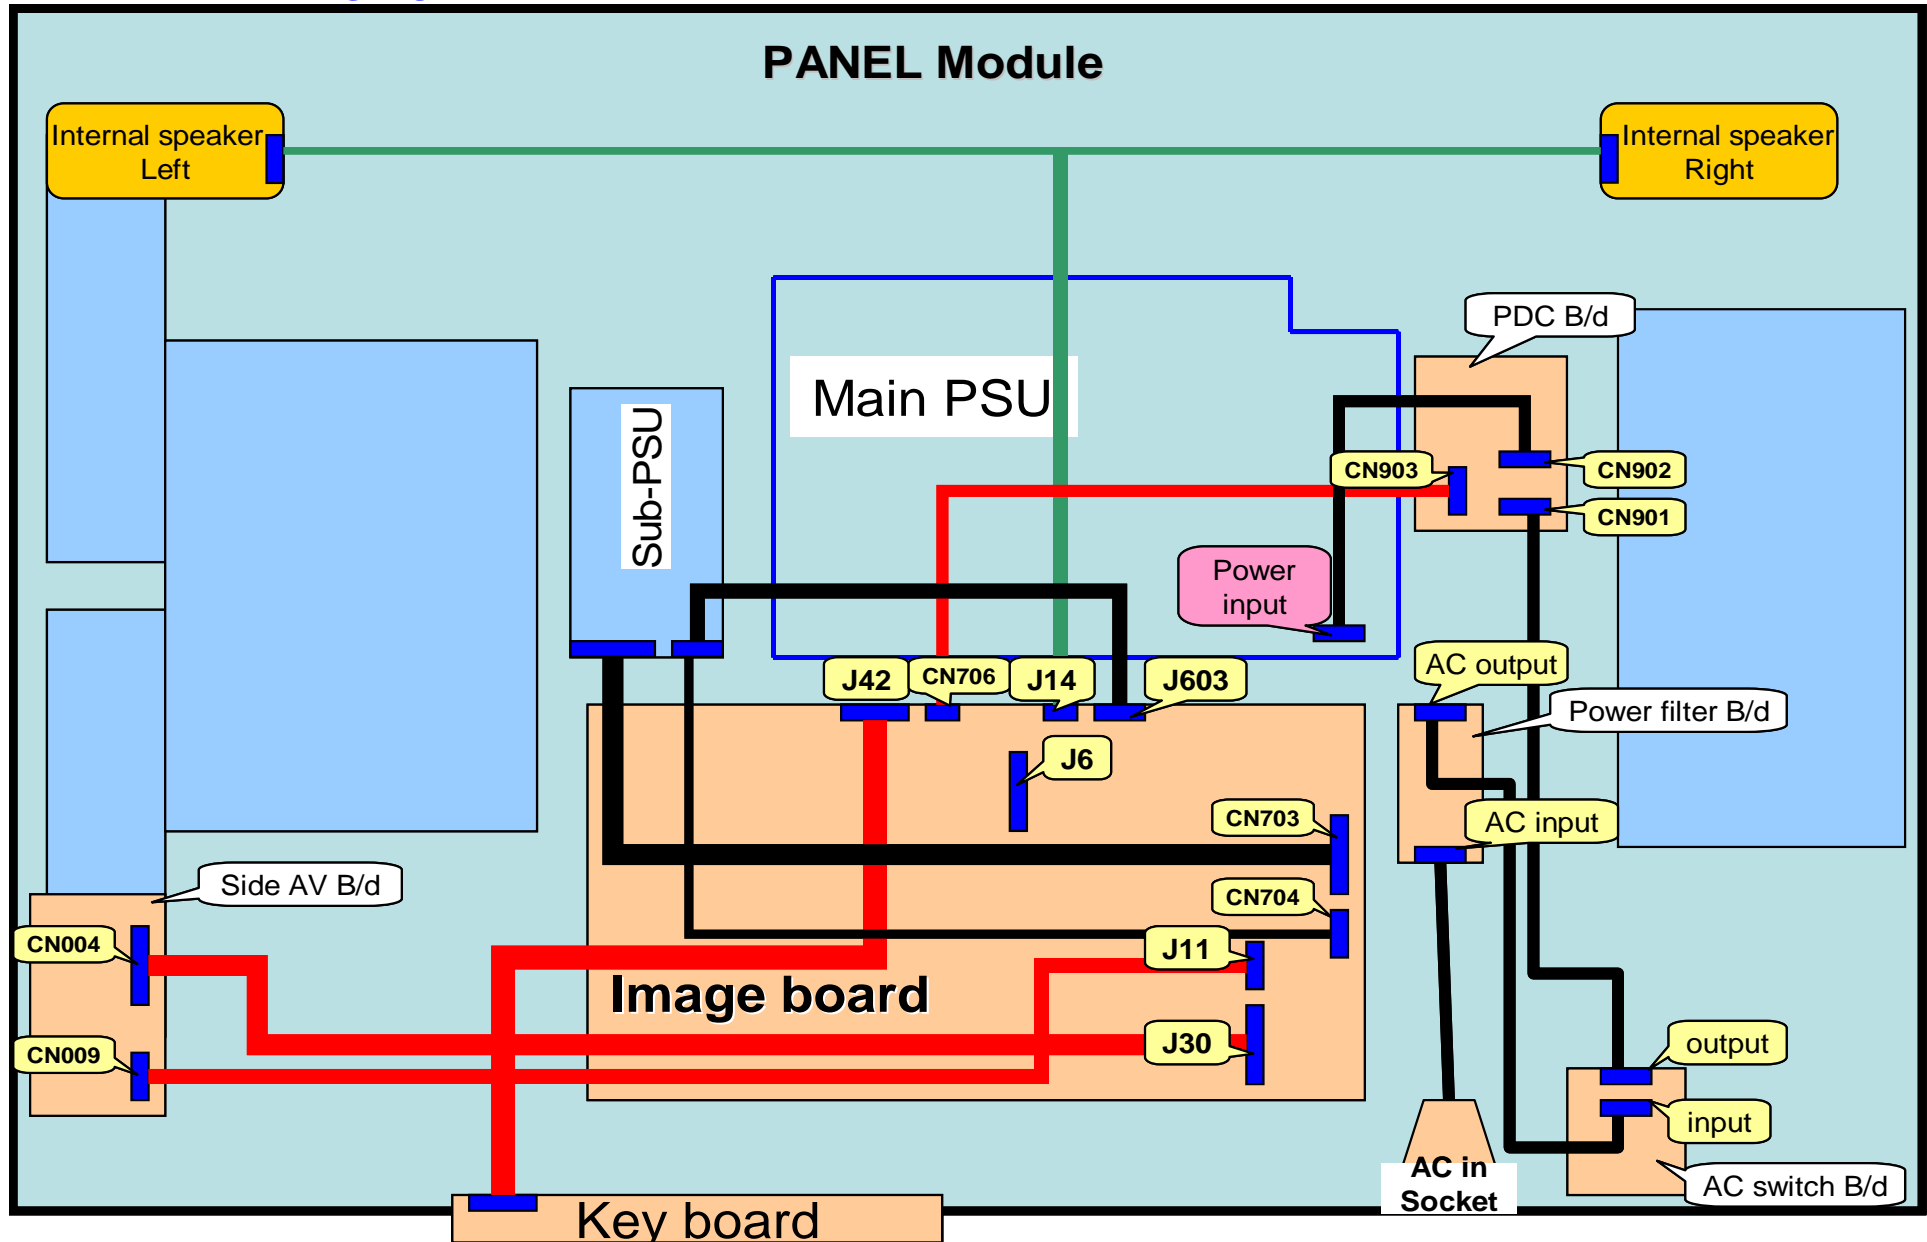 PANEL Module
Internal speaker
Left
Internal speaker
Right
PDC B/d
Main PSU
Sub-PSU
CN903
CN902
CN901
Power
input
J42
CN706
J14
J603
AC output
Power filter B/d
J6
CN703
AC input
Side AV B/d
CN704
CN004
J11
Image board
J30
CN009
output
input
AC in
Socket
AC switch B/d
Key board